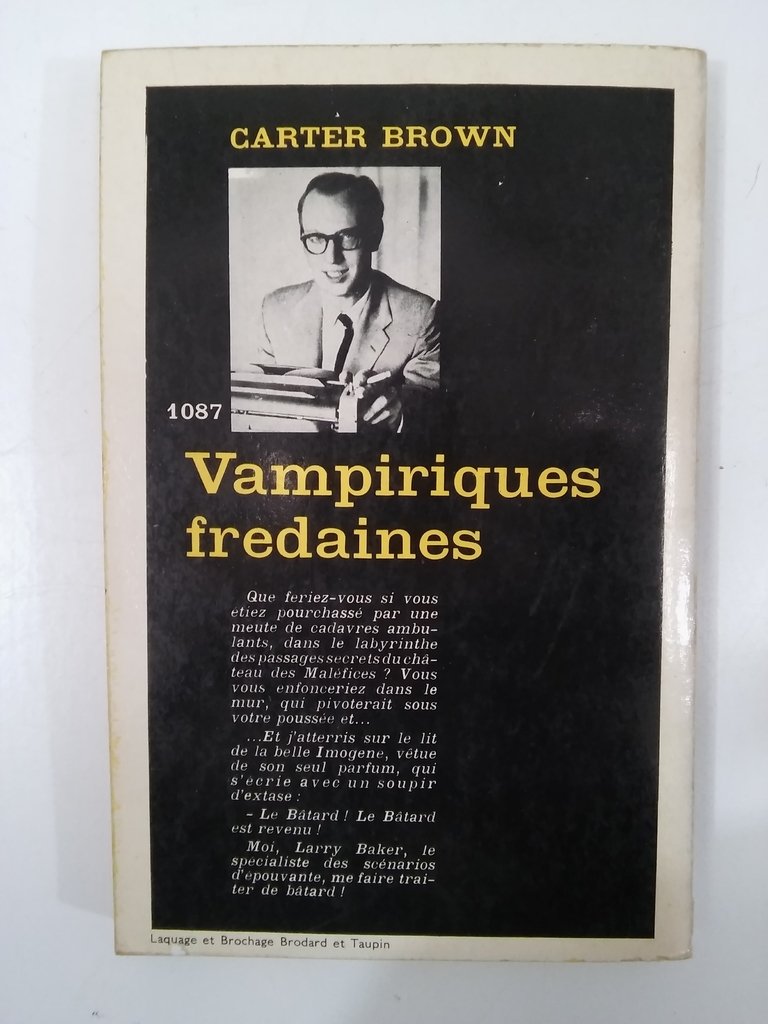 CARTER BROWN
1087
Vampiriques
fredaines
Que feriez-vous si vous
étiez pourchassé par une
meute de cadavres ambu-
lants, dans le labyrinthe
des passages secrets du châ-
teau des Maléfices ? Vous
vous enfonceriez dans le
mur, qui pivoterait sous
votre poussée et...
...Et j'atterris sur le lit
de la belle Imogene, vêtue
de son seul parfum, qui
s'écrie avec un soupir
d'extase :
- Le Bâtard ! Le Bâtard
est revenu !
Moi, Larry Baker, le
spécialiste des scénarios
d'épouvante, me faire trai-
ter de bâtard !
Laquage et Brochage Brodard et Taupin